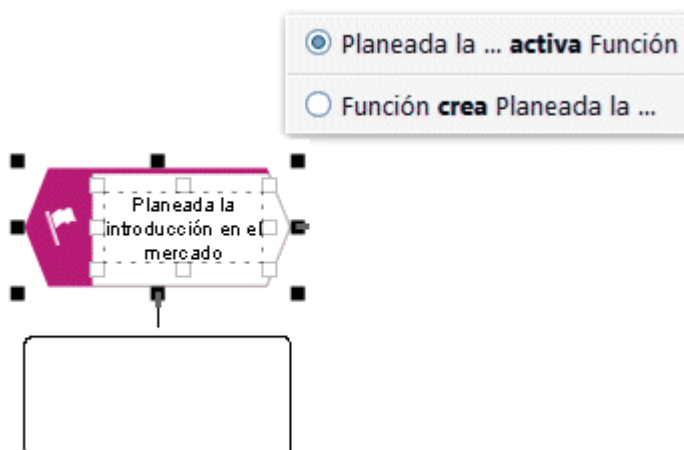 Planeada la ... activa Función
Función crea Planeada la ...
Planeada la
introducción en el
mercado